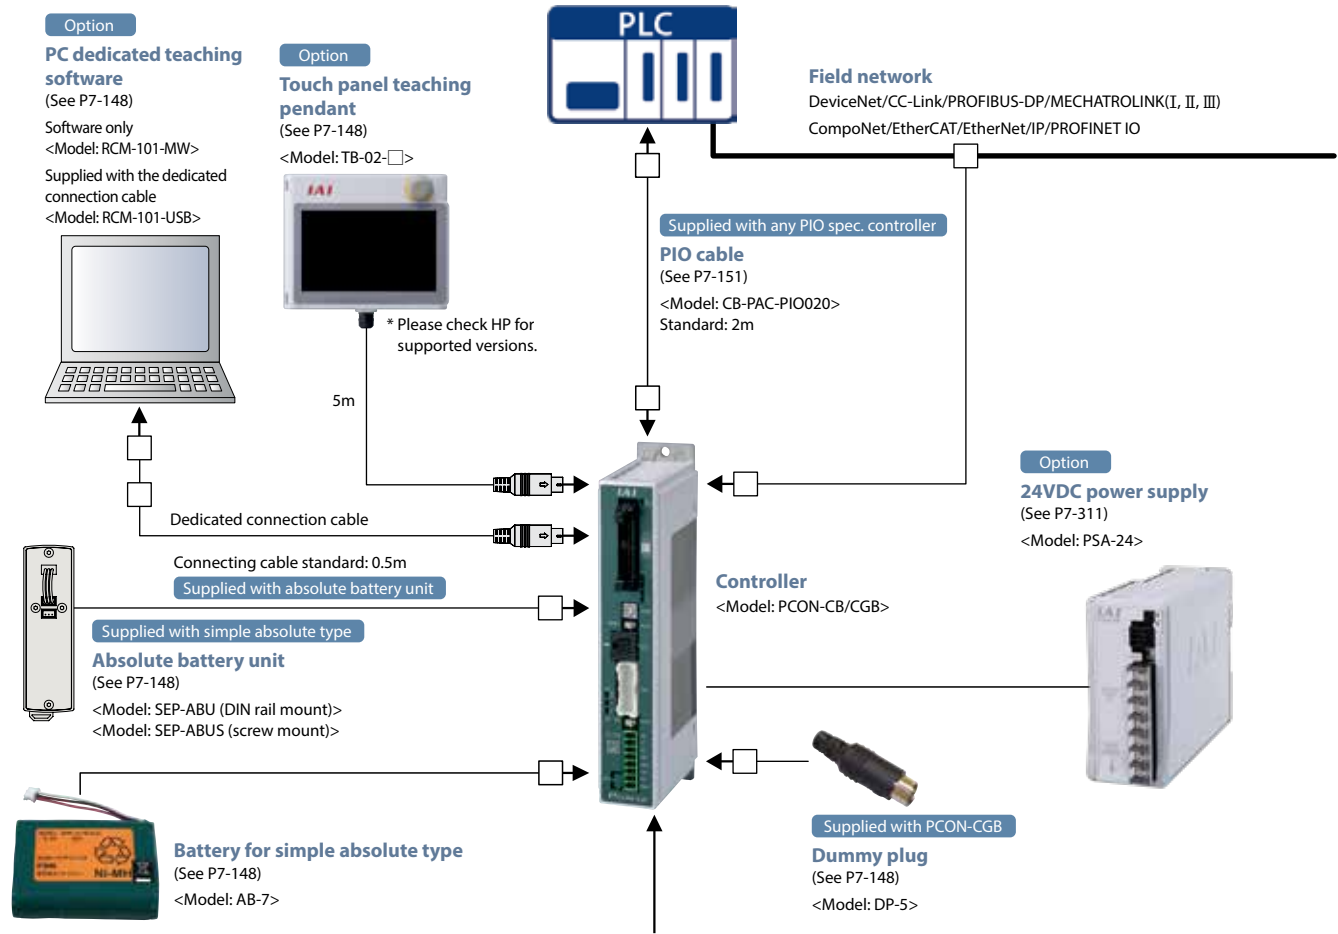 Option
PC dedicated teaching
software
(See P7-148)
Software only
<Model: RCM-101-MW>
Supplied with the dedicated
connection cable
<Model: RCM-101-USB>
Option
Touch panel teaching
pendant
(See P7-148)
<Model: TB-02-□>
IAI
* Please check HP for
supported versions.
5m
PLC
Field network
DeviceNet/CC-Link/PROFIBUS-DP/MECHATROLINK(Ⅰ, Ⅱ, Ⅲ)
CompoNet/EtherCAT/EtherNet/IP/PROFINET IO
Supplied with any PIO spec. controller
PIO cable
(See P7-151)
<Model: CB-PAC-PIO020>
Standard: 2m
Dedicated connection cable
Connecting cable standard: 0.5m
Supplied with absolute battery unit
Supplied with simple absolute type
Absolute battery unit
(See P7-148)
<Model: SEP-ABU (DIN rail mount)>
<Model: SEP-ABUS (screw mount)>
IAI
Controller
<Model: PCON-CB/CGB>
Option
24VDC power supply
(See P7-311)
<Model: PSA-24>
IAI
IAI
Ni-MH
Battery for simple absolute type
(See P7-148)
<Model: AB-7>
Supplied with PCON-CGB
Dummy plug
(See P7-148)
<Model: DP-5>